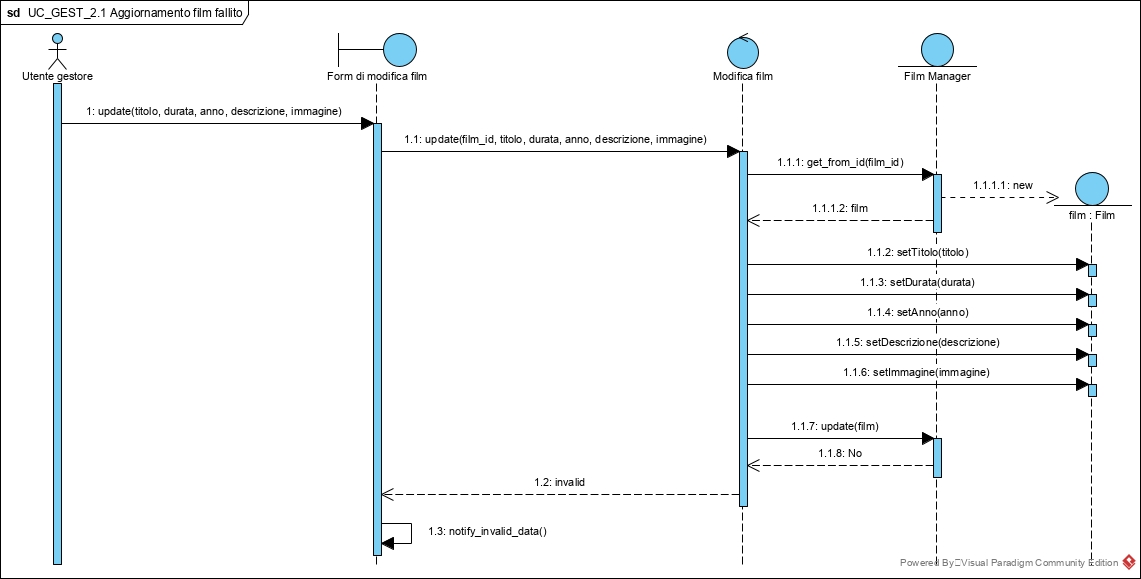 sd UC_GEST_2.1 Aggiornamento film fallito
Utente gestore
Form di modifica film
Modifica film
Film Manager
1: update(titolo, durata, anno, descrizione, immagine)
1.1: update(film_id, titolo, durata, anno, descrizione, immagine)
1.1.1: get_from_id(film_id)
1.1.1.1: new
film : Film
1.1.1.2: film
1.1.2: setTitolo(titolo)
1.1.3: setDurata(durata)
1.1.4: setAnno(anno)
1.1.5: setDescrizione(descrizione)
1.1.6: setImmagine(immagine)
1.1.7: update(film)
1.1.8: No
1.2: invalid
1.3: notify_invalid_data()
Powered By Visual Paradigm Community Edition